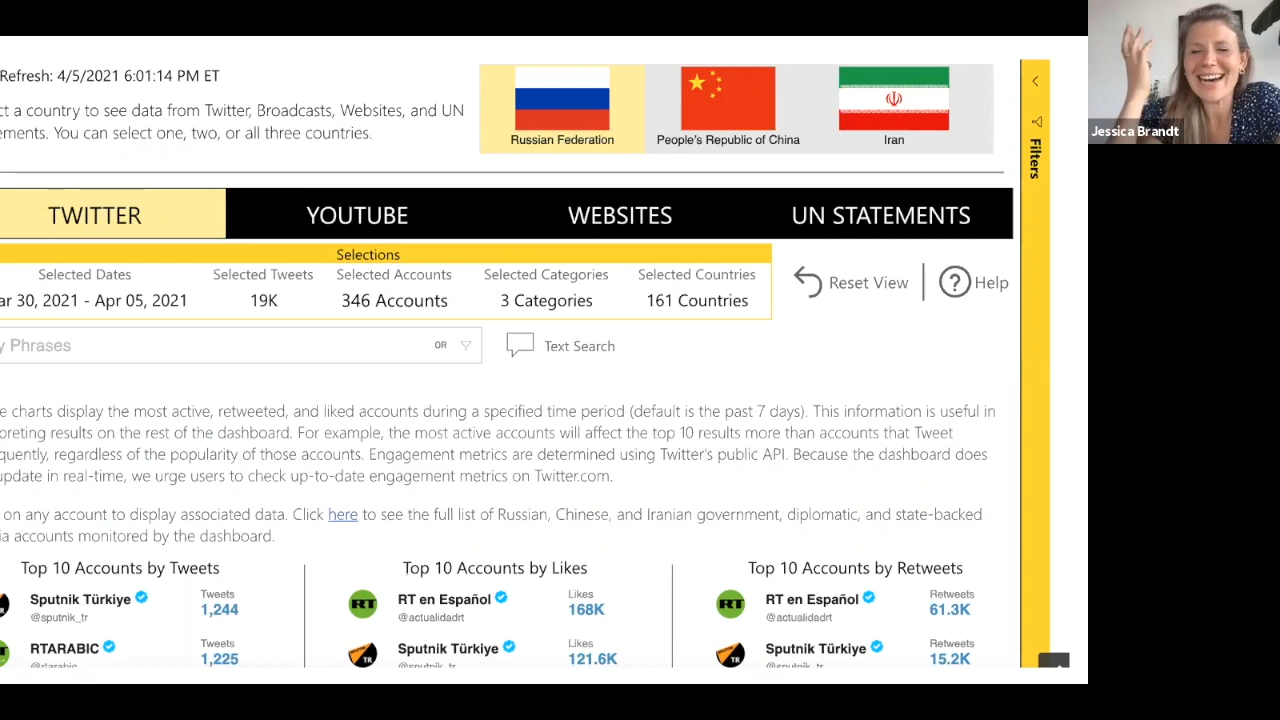 Refresh: 4/5/2021 6:01:14 PM ET
ct a country to see data from Twitter, Broadcasts, Websites, and UN
ements. You can select one, two, or all three countries.
Russian Federation
People's Republic of China
Iran
Filters
Jessica Brandt
TWITTER
YOUTUBE
WEBSITES
UN STATEMENTS
Selections
Selected Dates
Selected Tweets
Selected Accounts
Selected Categories
Selected Countries
ar 30, 2021 - Apr 05, 2021
19K
346 Accounts
3 Categories
161 Countries
Reset View
? Help
y Phrases
OR
Text Search
e charts display the most active, retweeted, and liked accounts during a specified time period (default is the past 7 days). This information is useful in
preting results on the rest of the dashboard. For example, the most active accounts will affect the top 10 results more than accounts that Tweet
quently, regardless of the popularity of those accounts. Engagement metrics are determined using Twitter's public API. Because the dashboard does
update in real-time, we urge users to check up-to-date engagement metrics on Twitter.com.
on any account to display associated data. Click here to see the full list of Russian, Chinese, and Iranian government, diplomatic, and state-backed
ia accounts monitored by the dashboard.
Top 10 Accounts by Tweets
Sputnik Türkiye
@sputnik_tr
Tweets
1,244
RTARABIC
@rtarabic
Tweets
1,225
Top 10 Accounts by Likes
RT
RT en Español
@actualidadrt
Likes
168K
TR
Sputnik Türkiye
@sputnik_tr
Likes
121.6K
Top 10 Accounts by Retweets
RT
RT en Español
@actualidadrt
Retweets
61.3K
TR
Sputnik Türkiye
@sputnik_tr
Retweets
15.2K